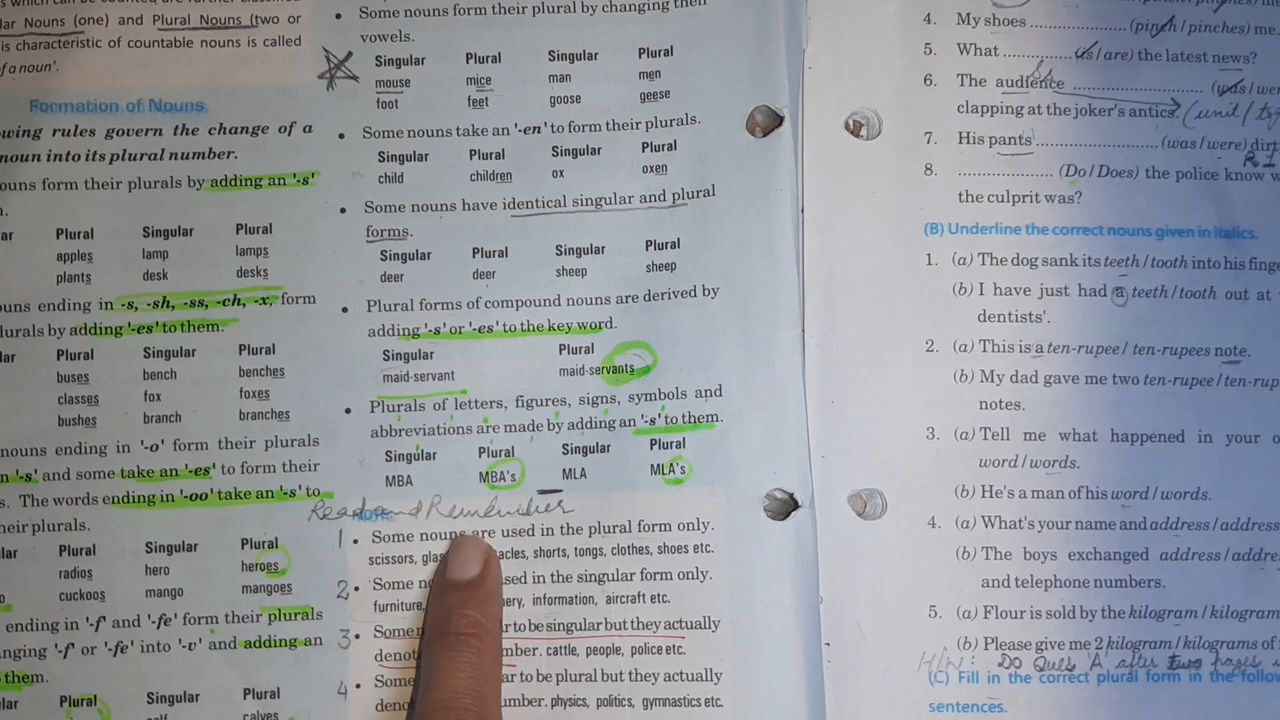 lar Nouns (one) and Plural Nouns (two or
is characteristic of countable nouns is called
of a noun'.
Formation of Nouns
owing rules govern the change of a
noun into its plural number.
ouns form their plurals by adding an '-s'
ar Plural Singular Plural
apples lamp lamps
plants desk desks
ouns ending in -s, -sh, -ss, -ch, -x, form
lurals by adding '-es' to them.
lar Plural Singular Plural
buses bench benches
classes fox foxes
bushes branch branches
nouns ending in '-o' form their plurals
n '-s' and some take an '-es' to form their
s. The words ending in '-oo' take an '-s' to
heir plurals.
lar Plural Singular Plural
radios hero heroes
o cuckoos mango mangoes
ending in '-f' and '-fe' form their plurals
nging '-f' or '-fe' into '-v' and adding an
them.
lar Plural Singular Plural
calves
• Some nouns form their plural by changing their
vowels.
Singular Plural Singular Plural
mouse mice man men
foot feet goose geese
• Some nouns take an '-en' to form their plurals.
Singular Plural Singular Plural
child children ox oxen
• Some nouns have identical singular and plural
forms.
Singular Plural Singular Plural
deer deer sheep sheep
• Plural forms of compound nouns are derived by
adding '-s' or '-es' to the key word.
Singular Plural
maid-servant maid-servants
• Plurals of letters, figures, signs, symbols and
abbreviations are made by adding an '-s' to them.
Singular Plural Singular Plural
MBA MBA's MLA MLA's
Read and Remember
1 • Some nouns are used in the plural form only.
scissors, glas acles, shorts, tongs, clothes, shoes etc.
2 • Some no sed in the singular form only.
furniture, ery, information, aircraft etc.
3 • Some n r to be singular but they actually
denot mber. cattle, people, police etc.
4 • Some ar to be plural but they actually
deno umber. physics, politics, gymnastics etc.
4. My shoes .................. (pinch / pinches) me.
5. What ............. (is / are) the latest news?
6. The audience ......................... (was / wer
clapping at the joker's antics. (unit /
7. His pants ......................... (was / were) dirt
8. ................... (Do / Does) the police know w
the culprit was?
(B) Underline the correct nouns given in italics.
1. (a) The dog sank its teeth / tooth into his finge
(b) I have just had a teeth / tooth out at
dentists'.
2. (a) This is a ten-rupee / ten-rupees note.
(b) My dad gave me two ten-rupee / ten-rup
notes.
3. (a) Tell me what happened in your o
word / words.
(b) He's a man of his word / words.
4. (a) What's your name and address / address
(b) The boys exchanged address / addre
and telephone numbers.
5. (a) Flour is sold by the kilogram / kilogram
(b) Please give me 2 kilogram / kilograms of
H/W: Do Ques 'A' after two pages
(C) Fill in the correct plural form in the follow
sentences.